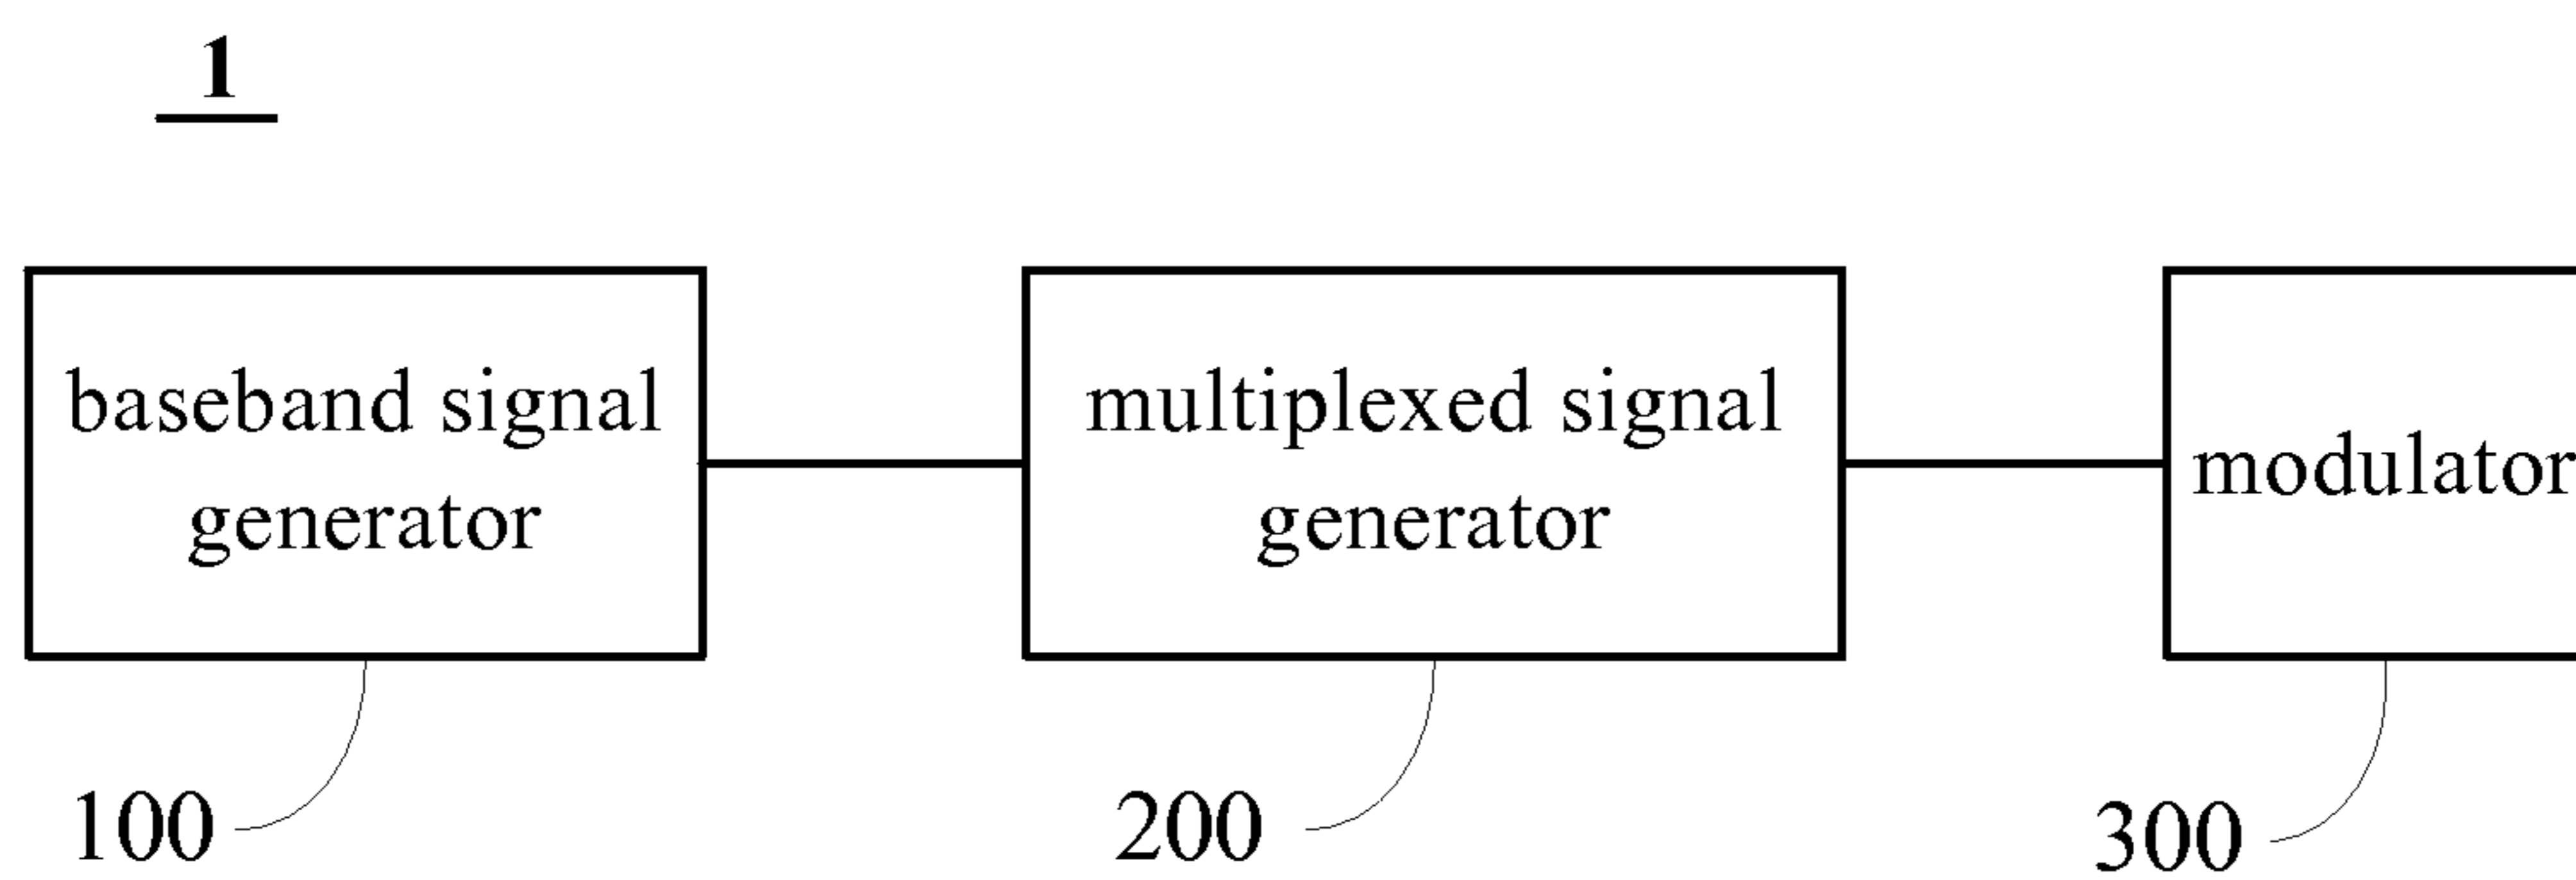 1
baseband signal
generator
multiplexed signal
generator
modulator
100
200
300